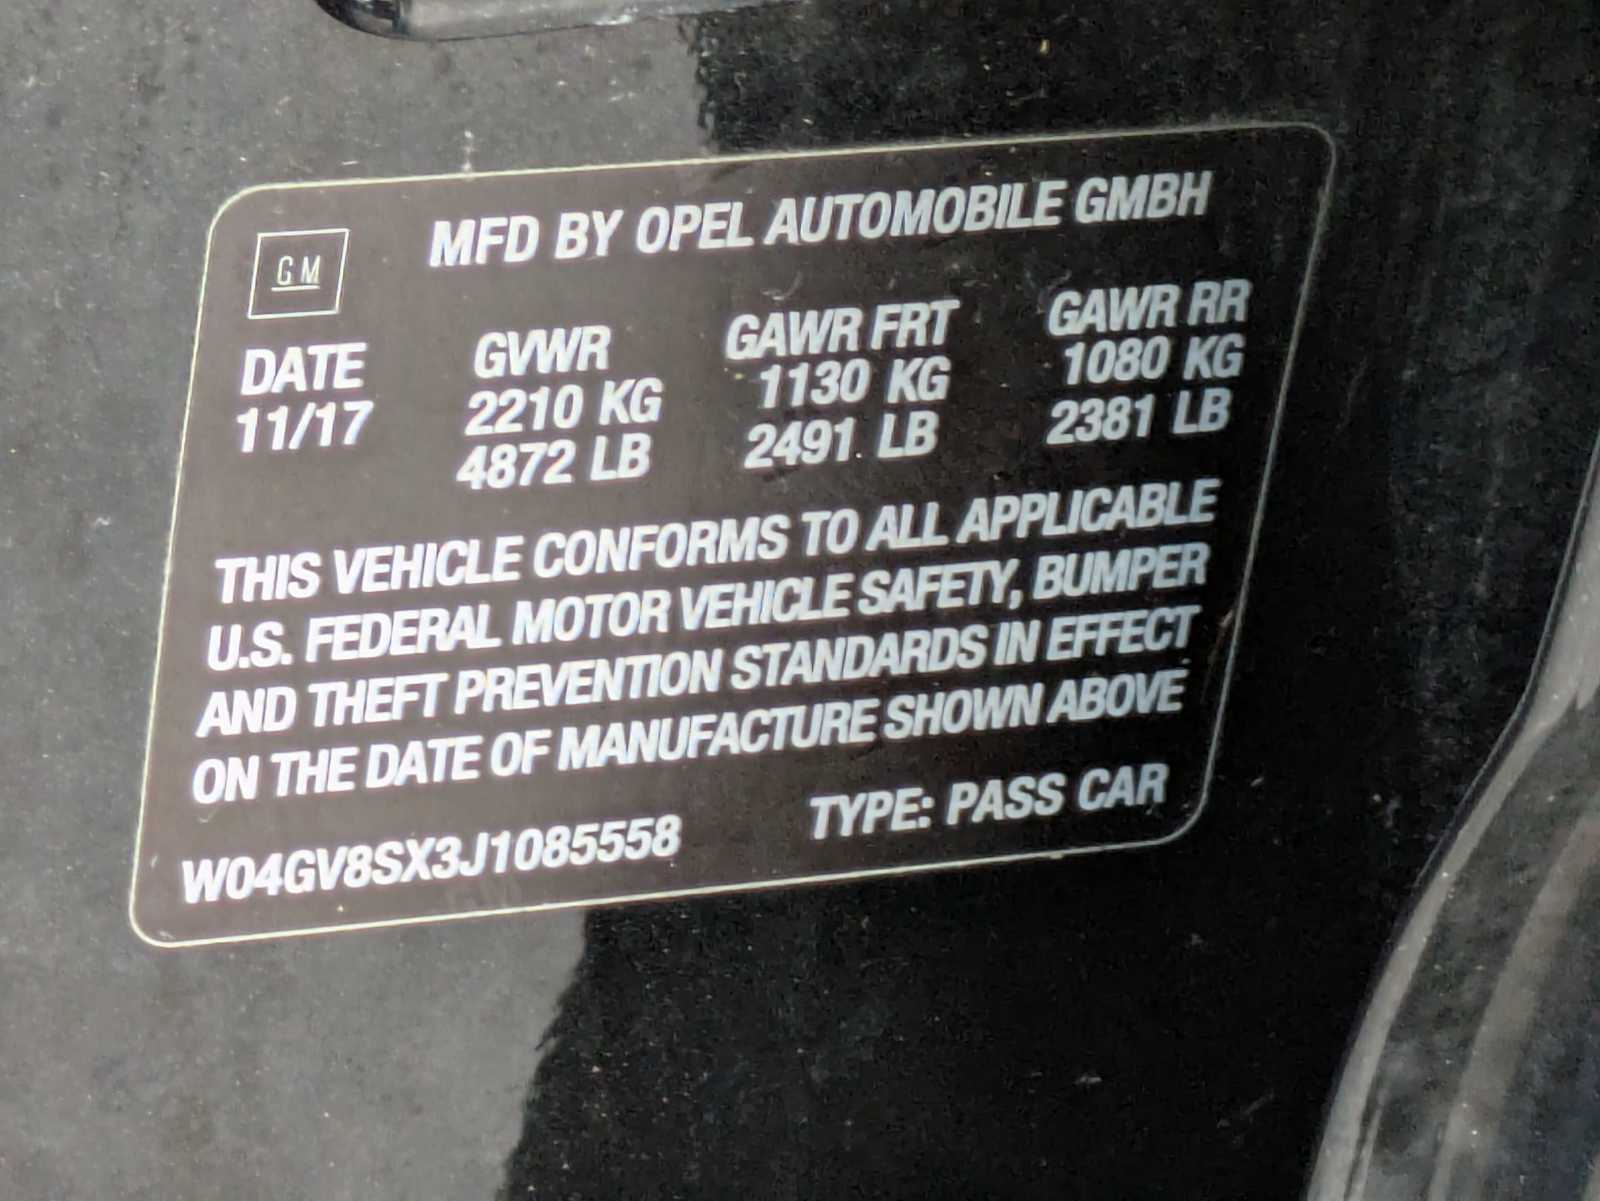 GM
MFD BY OPEL AUTOMOBILE GMBH
DATE GVWR GAWR FRT GAWR RR
11/17 2210 KG 1130 KG 1080 KG
4872 LB 2491 LB 2381 LB
THIS VEHICLE CONFORMS TO ALL APPLICABLE
U.S. FEDERAL MOTOR VEHICLE SAFETY, BUMPER
AND THEFT PREVENTION STANDARDS IN EFFECT
ON THE DATE OF MANUFACTURE SHOWN ABOVE
W04GV8SX3J1085558 TYPE: PASS CAR